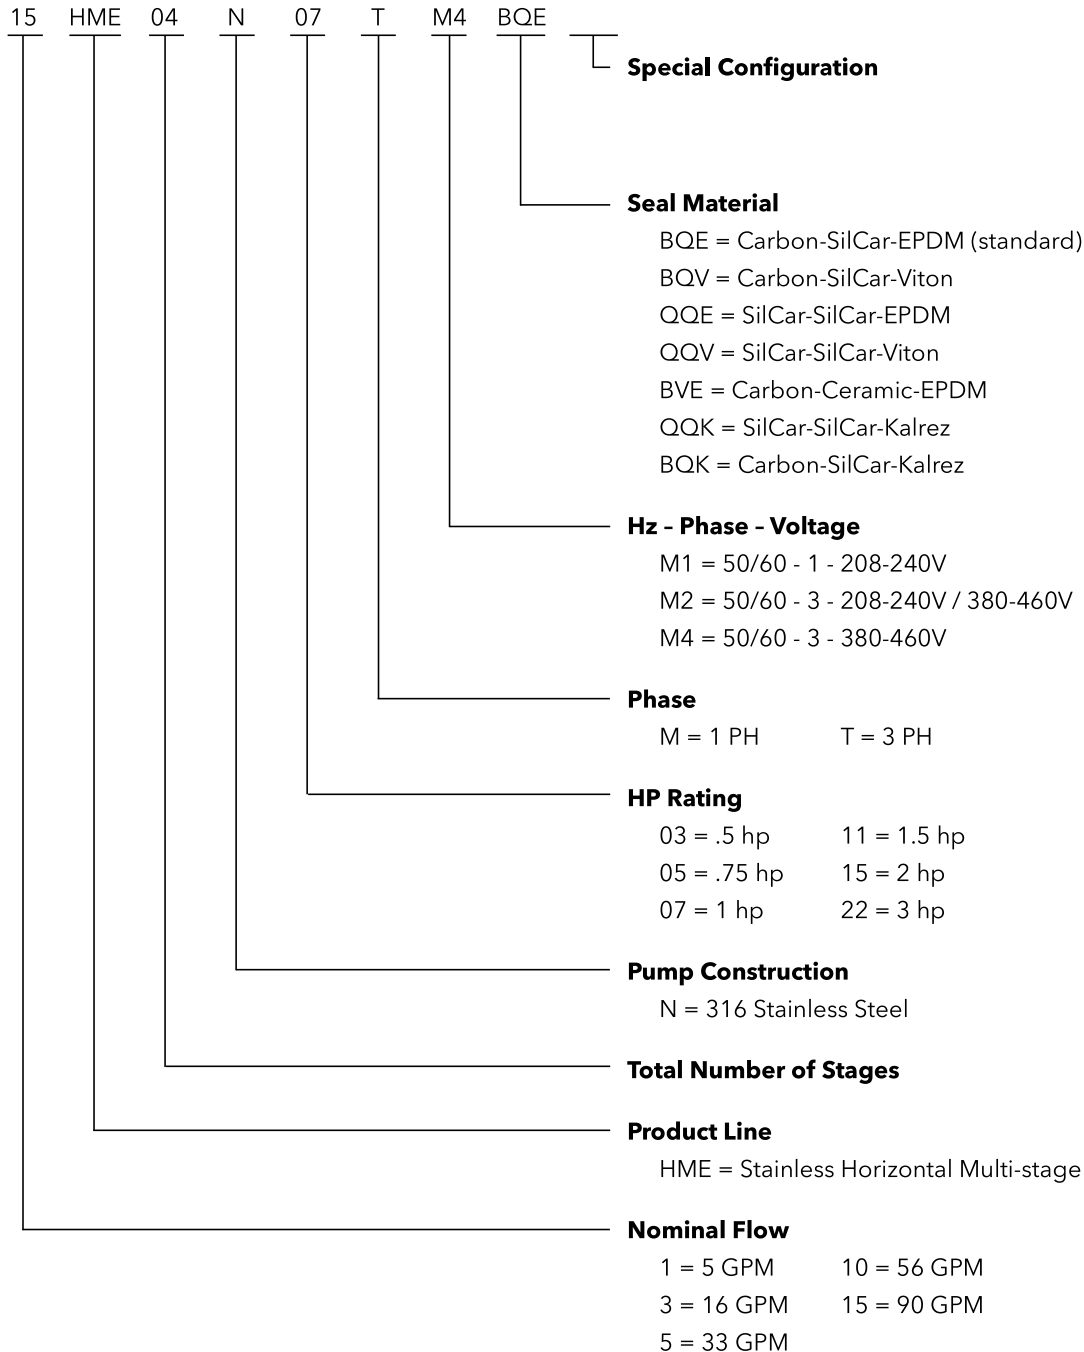 15 HME 04 N 07 T M4 BQE
Special Configuration
Seal Material
BQE = Carbon-SilCar-EPDM (standard)
BQV = Carbon-SilCar-Viton
QQE = SilCar-SilCar-EPDM
QQV = SilCar-SilCar-Viton
BVE = Carbon-Ceramic-EPDM
QQK = SilCar-SilCar-Kalrez
BQK = Carbon-SilCar-Kalrez
Hz – Phase – Voltage
M1 = 50/60 - 1 - 208-240V
M2 = 50/60 - 3 - 208-240V / 380-460V
M4 = 50/60 - 3 - 380-460V
Phase
M = 1 PH T = 3 PH
HP Rating
03 = .5 hp 11 = 1.5 hp
05 = .75 hp 15 = 2 hp
07 = 1 hp 22 = 3 hp
Pump Construction
N = 316 Stainless Steel
Total Number of Stages
Product Line
HME = Stainless Horizontal Multi-stage
Nominal Flow
1 = 5 GPM 10 = 56 GPM
3 = 16 GPM 15 = 90 GPM
5 = 33 GPM